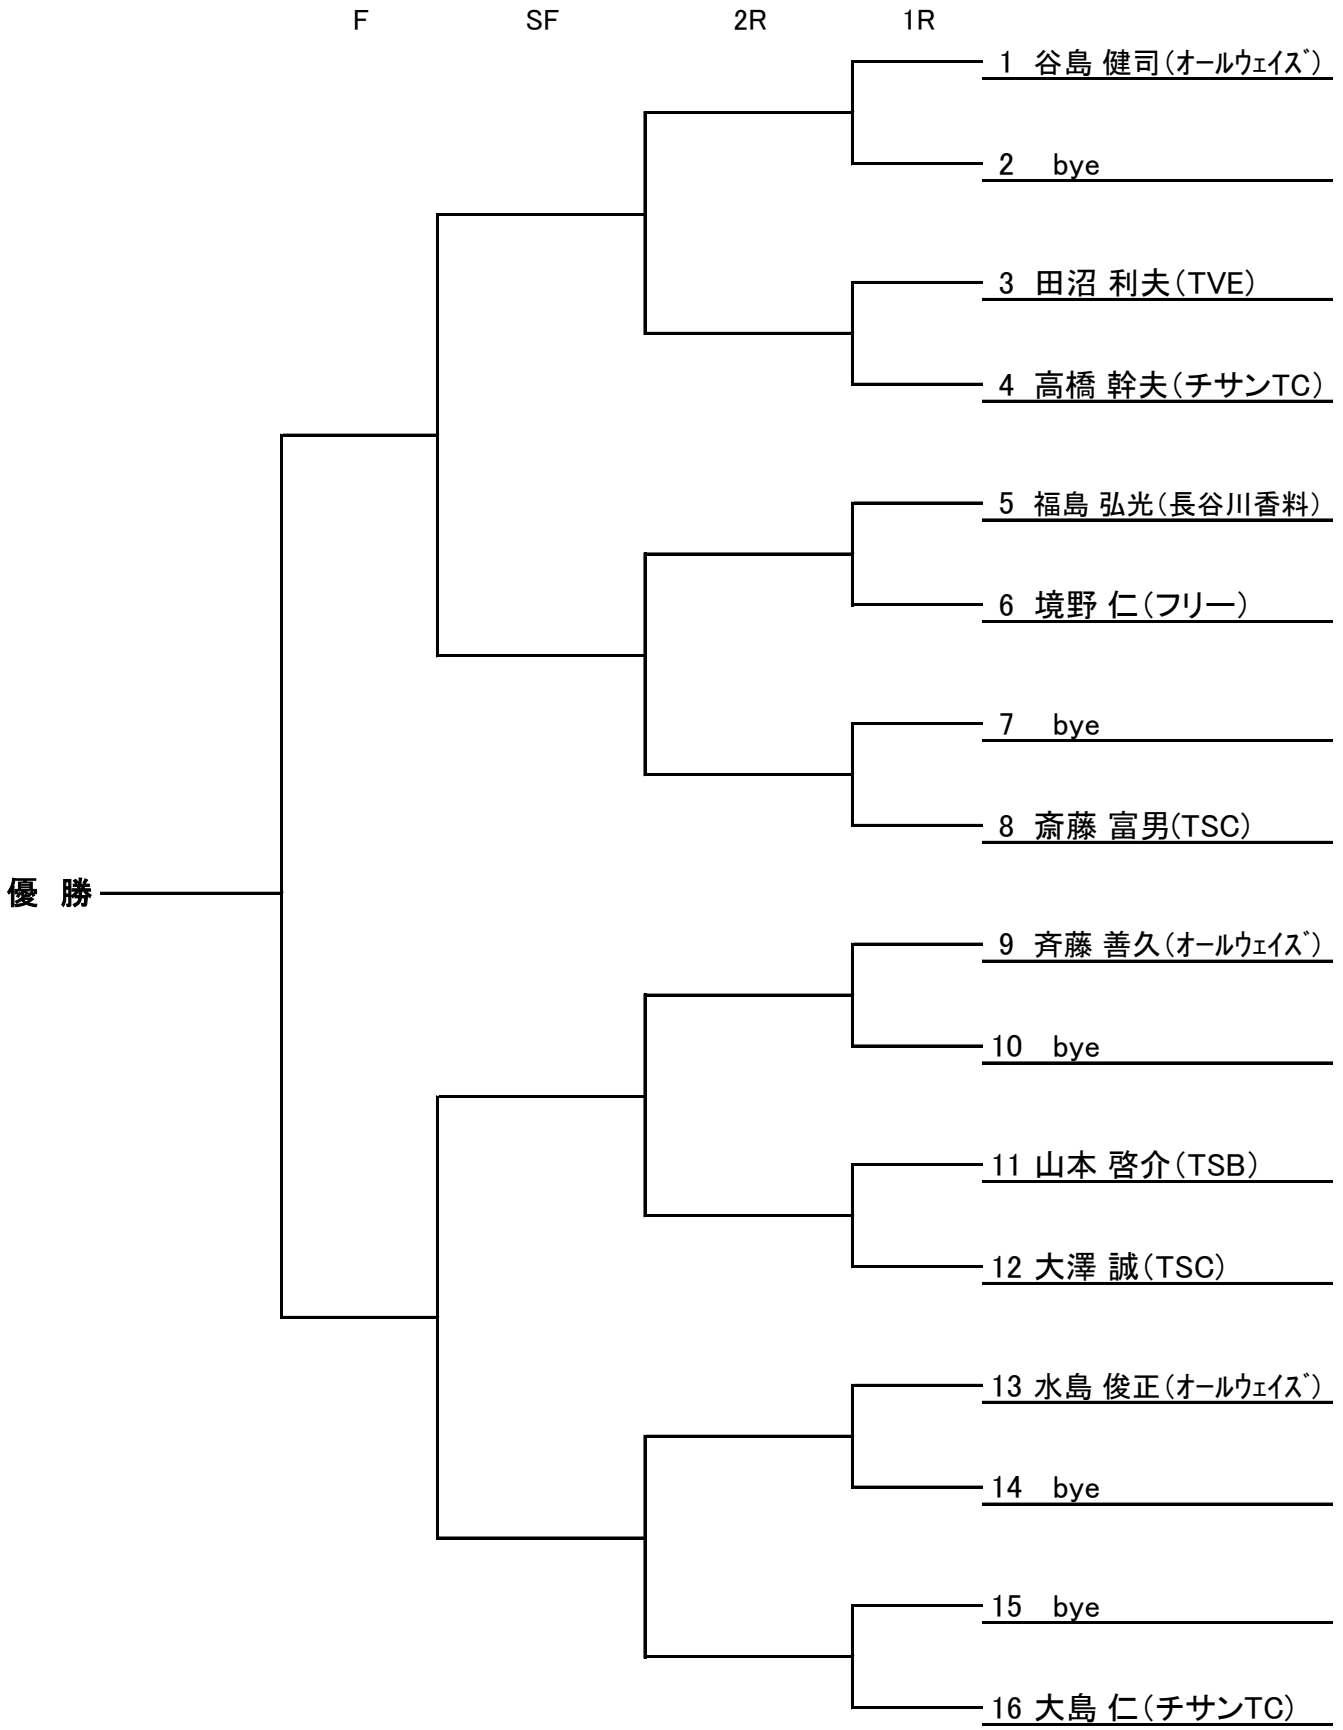 F SF 2R 1R
1 谷島 健司(オールウェイズ)
2 bye
3 田沼 利夫(TVE)
4 高橋 幹夫(チサンTC)
5 福島 弘光(長谷川香料)
6 境野 仁(フリー)
7 bye
8 斎藤 富男(TSC)
優 勝
9 斉藤 善久(オールウェイズ)
10 bye
11 山本 啓介(TSB)
12 大澤 誠(TSC)
13 水島 俊正(オールウェイズ)
14 bye
15 bye
16 大島 仁(チサンTC)